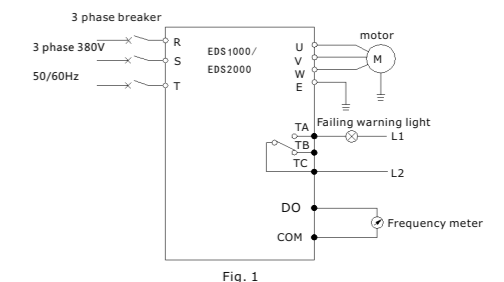 3 phase breaker
3 phase 380V
50/60Hz
R
S
T
EDS1000/
EDS2000
U
V
W
E
motor
M
TA
TB
TC
Failing warning light
L1
L2
DO
COM
Frequency meter
Fig. 1